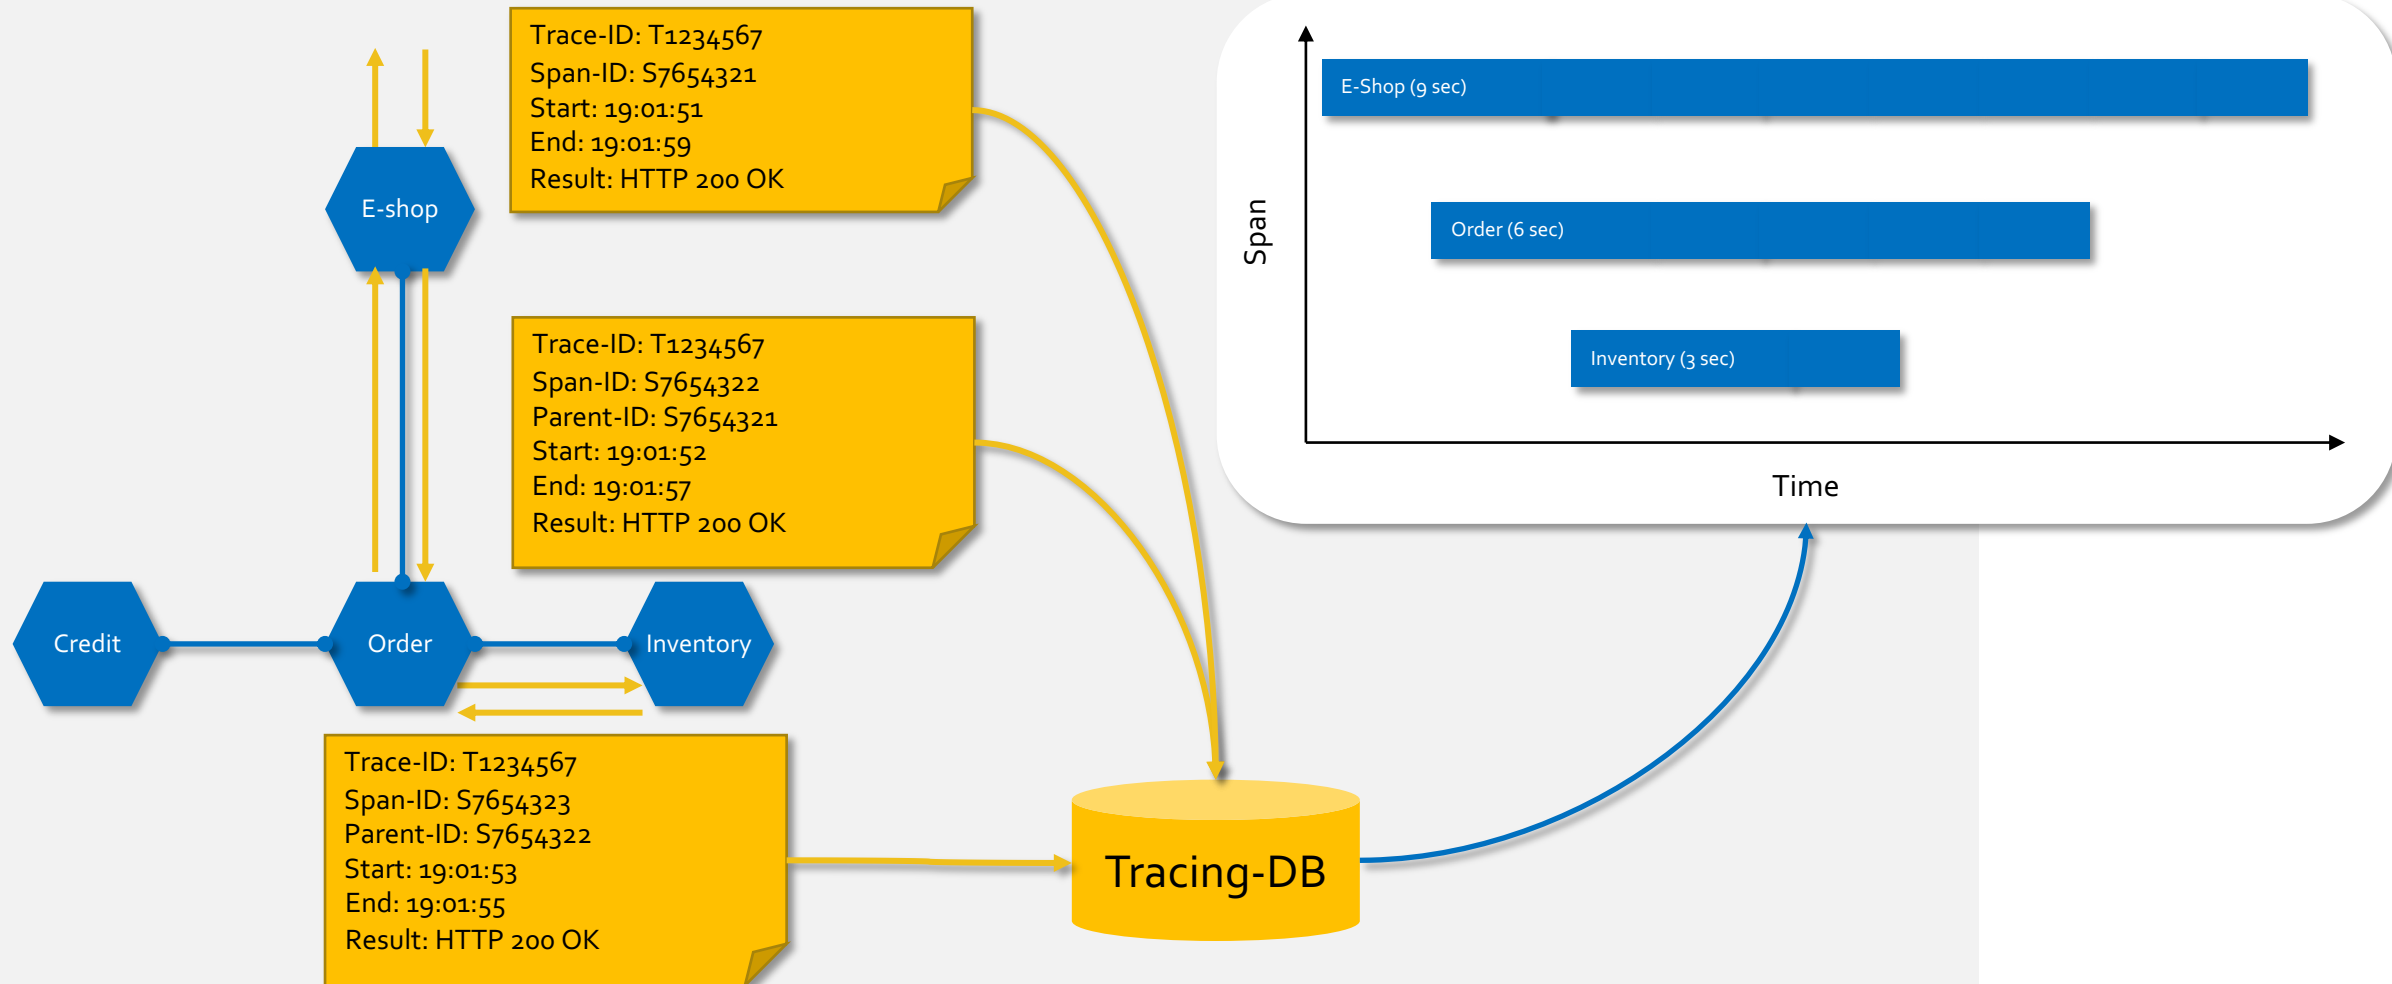 Trace-ID: T1234567
Span-ID: S7654321
Start: 19:01:51
End: 19:01:59
Result: HTTP 200 OK
E-shop
Trace-ID: T1234567
Span-ID: S7654322
Parent-ID: S7654321
Start: 19:01:52
End: 19:01:57
Result: HTTP 200 OK
Credit
Order
Inventory
Trace-ID: T1234567
Span-ID: S7654323
Parent-ID: S7654322
Start: 19:01:53
End: 19:01:55
Result: HTTP 200 OK
Tracing-DB
Span
E-Shop (9 sec)
Order (6 sec)
Inventory (3 sec)
Time